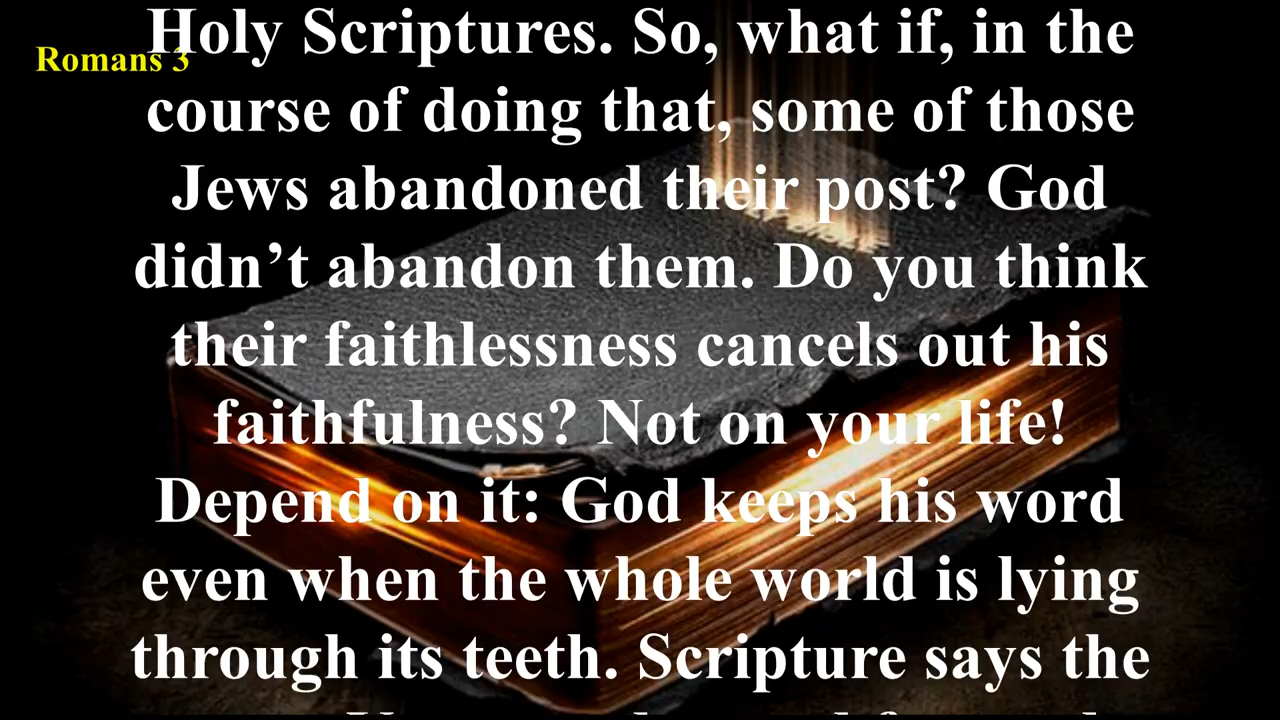 Romans 3
Holy Scriptures. So, what if, in the
course of doing that, some of those
Jews abandoned their post? God
didn’t abandon them. Do you think
their faithlessness cancels out his
faithfulness? Not on your life!
Depend on it: God keeps his word
even when the whole world is lying
through its teeth. Scripture says the